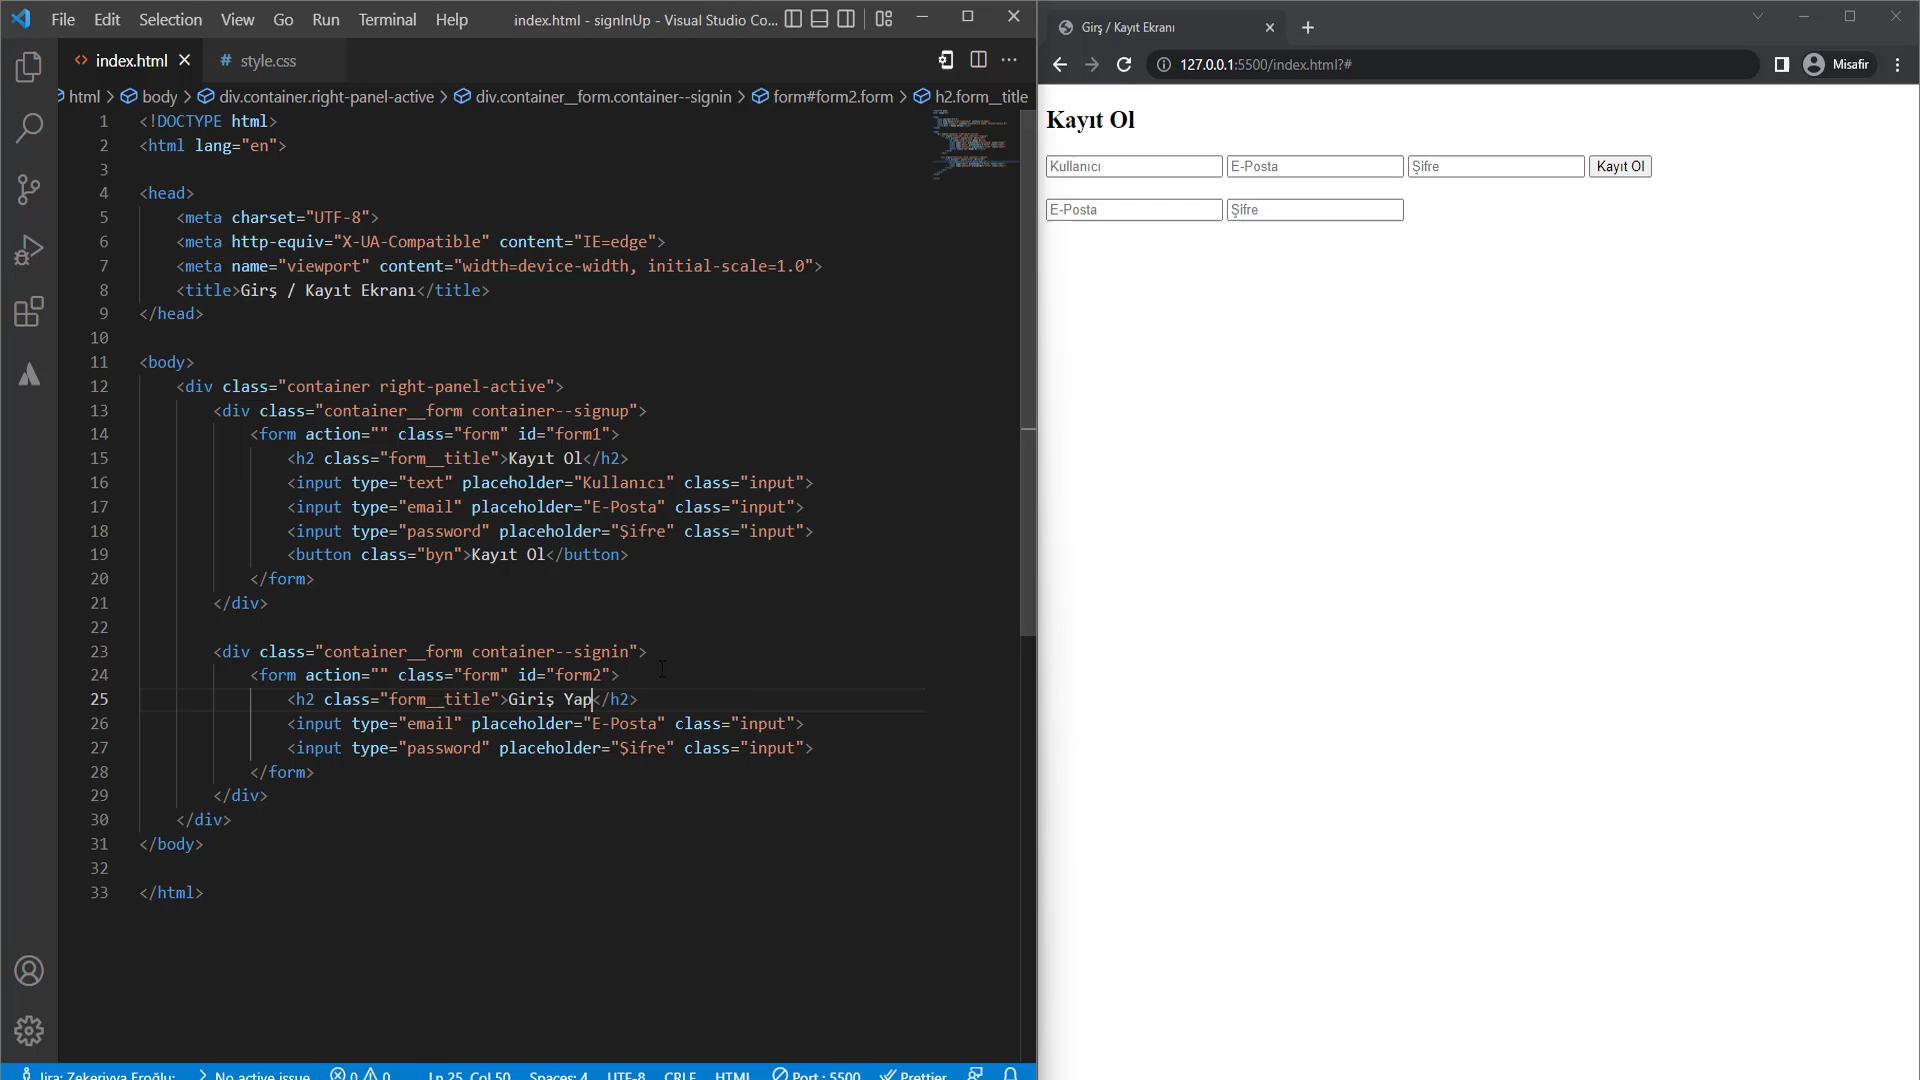 File Edit Selection View Go Run Terminal Help index.html - signInUp - Visual Studio Co...
index.html style.css
html > body > div.container.right-panel-active > div.container__form.container--signin > form#form2.form > h2.form__title
1 <!DOCTYPE html>
2 <html lang="en">
3
4 <head>
5 <meta charset="UTF-8">
6 <meta http-equiv="X-UA-Compatible" content="IE=edge">
7 <meta name="viewport" content="width=device-width, initial-scale=1.0">
8 <title>Girş / Kayıt Ekranı</title>
9 </head>
10
11 <body>
12 <div class="container right-panel-active">
13 <div class="container__form container--signup">
14 <form action="" class="form" id="form1">
15 <h2 class="form__title">Kayıt Ol</h2>
16 <input type="text" placeholder="Kullanıcı" class="input">
17 <input type="email" placeholder="E-Posta" class="input">
18 <input type="password" placeholder="Şifre" class="input">
19 <button class="byn">Kayıt Ol</button>
20 </form>
21 </div>
22
23 <div class="container__form container--signin">
24 <form action="" class="form" id="form2">
25 <h2 class="form__title">Giriş Yap</h2>
26 <input type="email" placeholder="E-Posta" class="input">
27 <input type="password" placeholder="Şifre" class="input">
28 </form>
29 </div>
30 </div>
31 </body>
32
33 </html>
Jira: Zekeriyya Eroğlu: No active issue 0 0 Ln 25, Col 50 Spaces: 4 UTF-8 CRLF HTML Port : 5500 Prettier
Girş / Kayıt Ekranı
127.0.0.1:5500/index.html?# Misafir
Kayıt Ol
Kullanıcı E-Posta Şifre Kayıt Ol
E-Posta Şifre